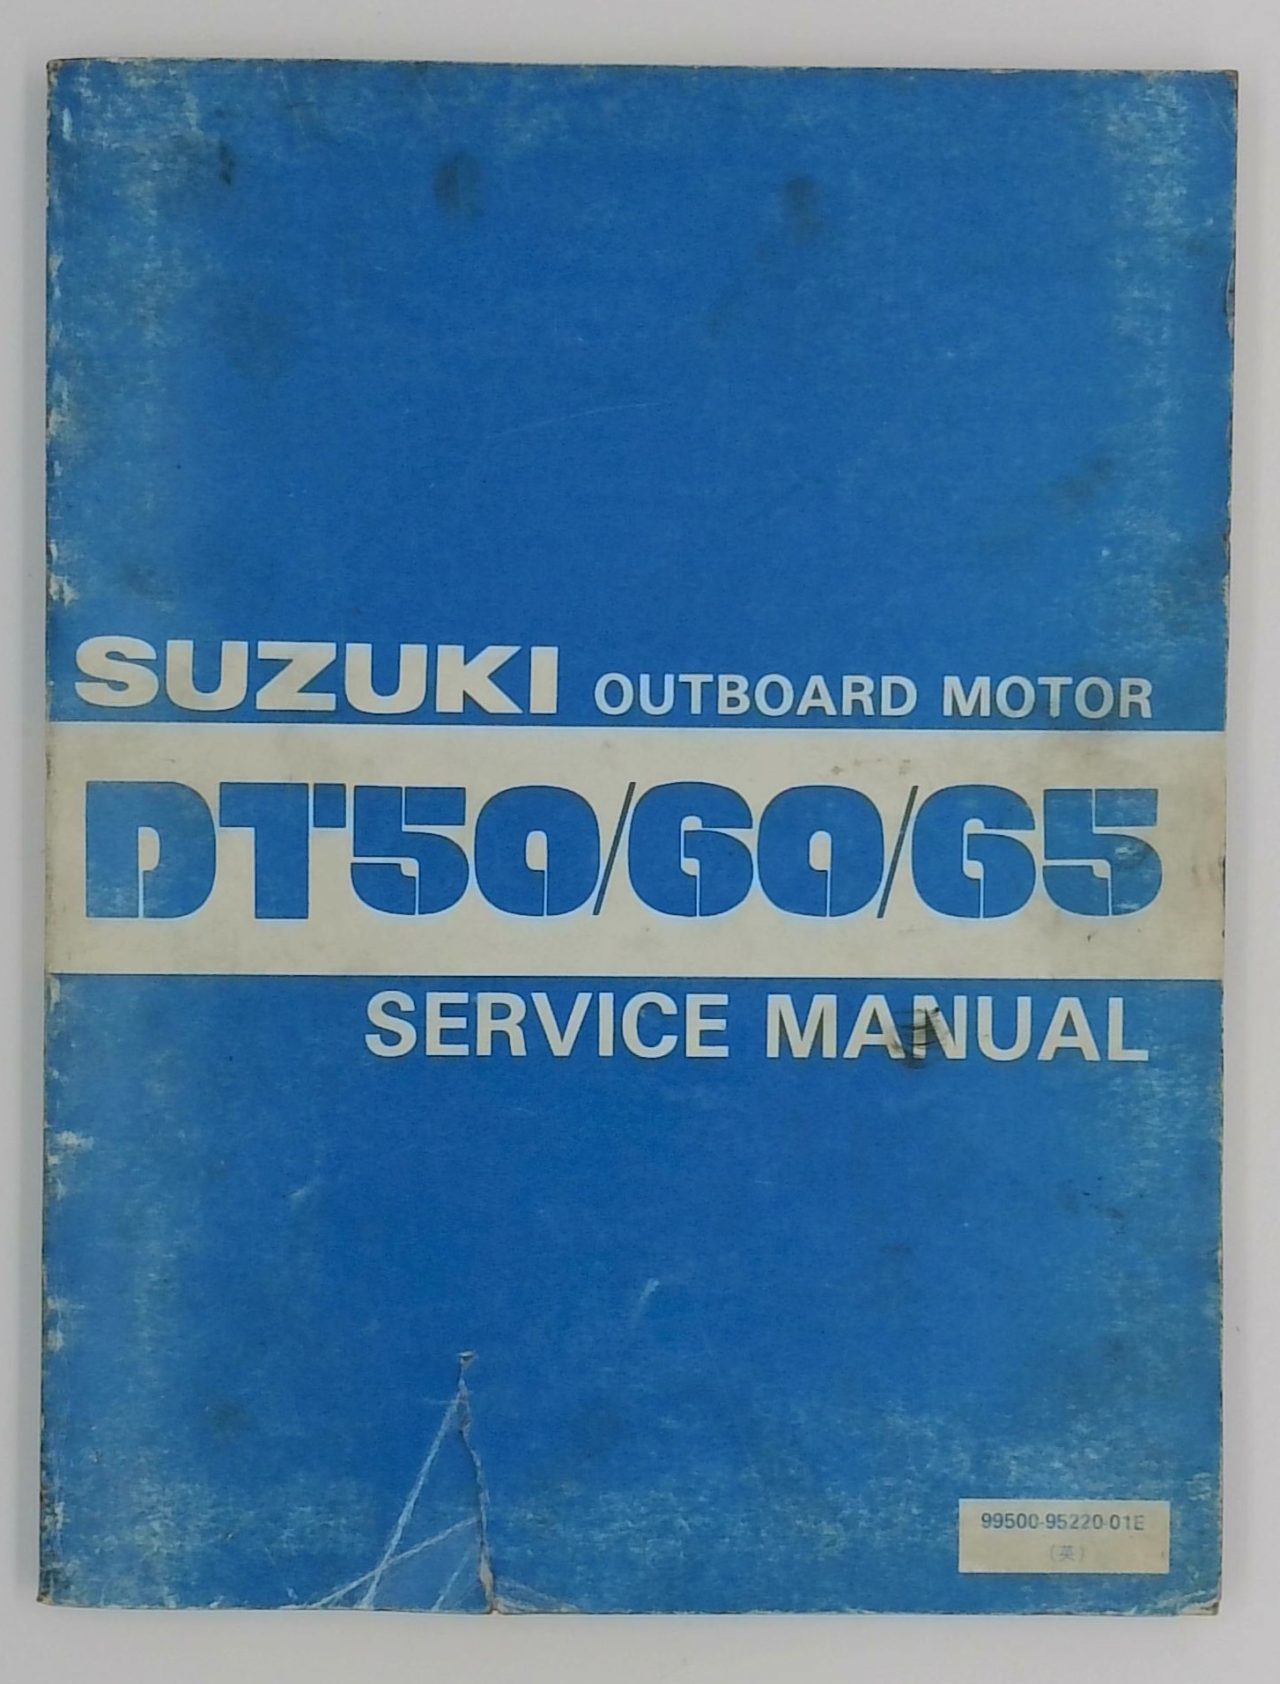 SUZUKI OUTBOARD MOTOR
DT50/60/65
SERVICE MANUAL
99500-95220-01E
(英)